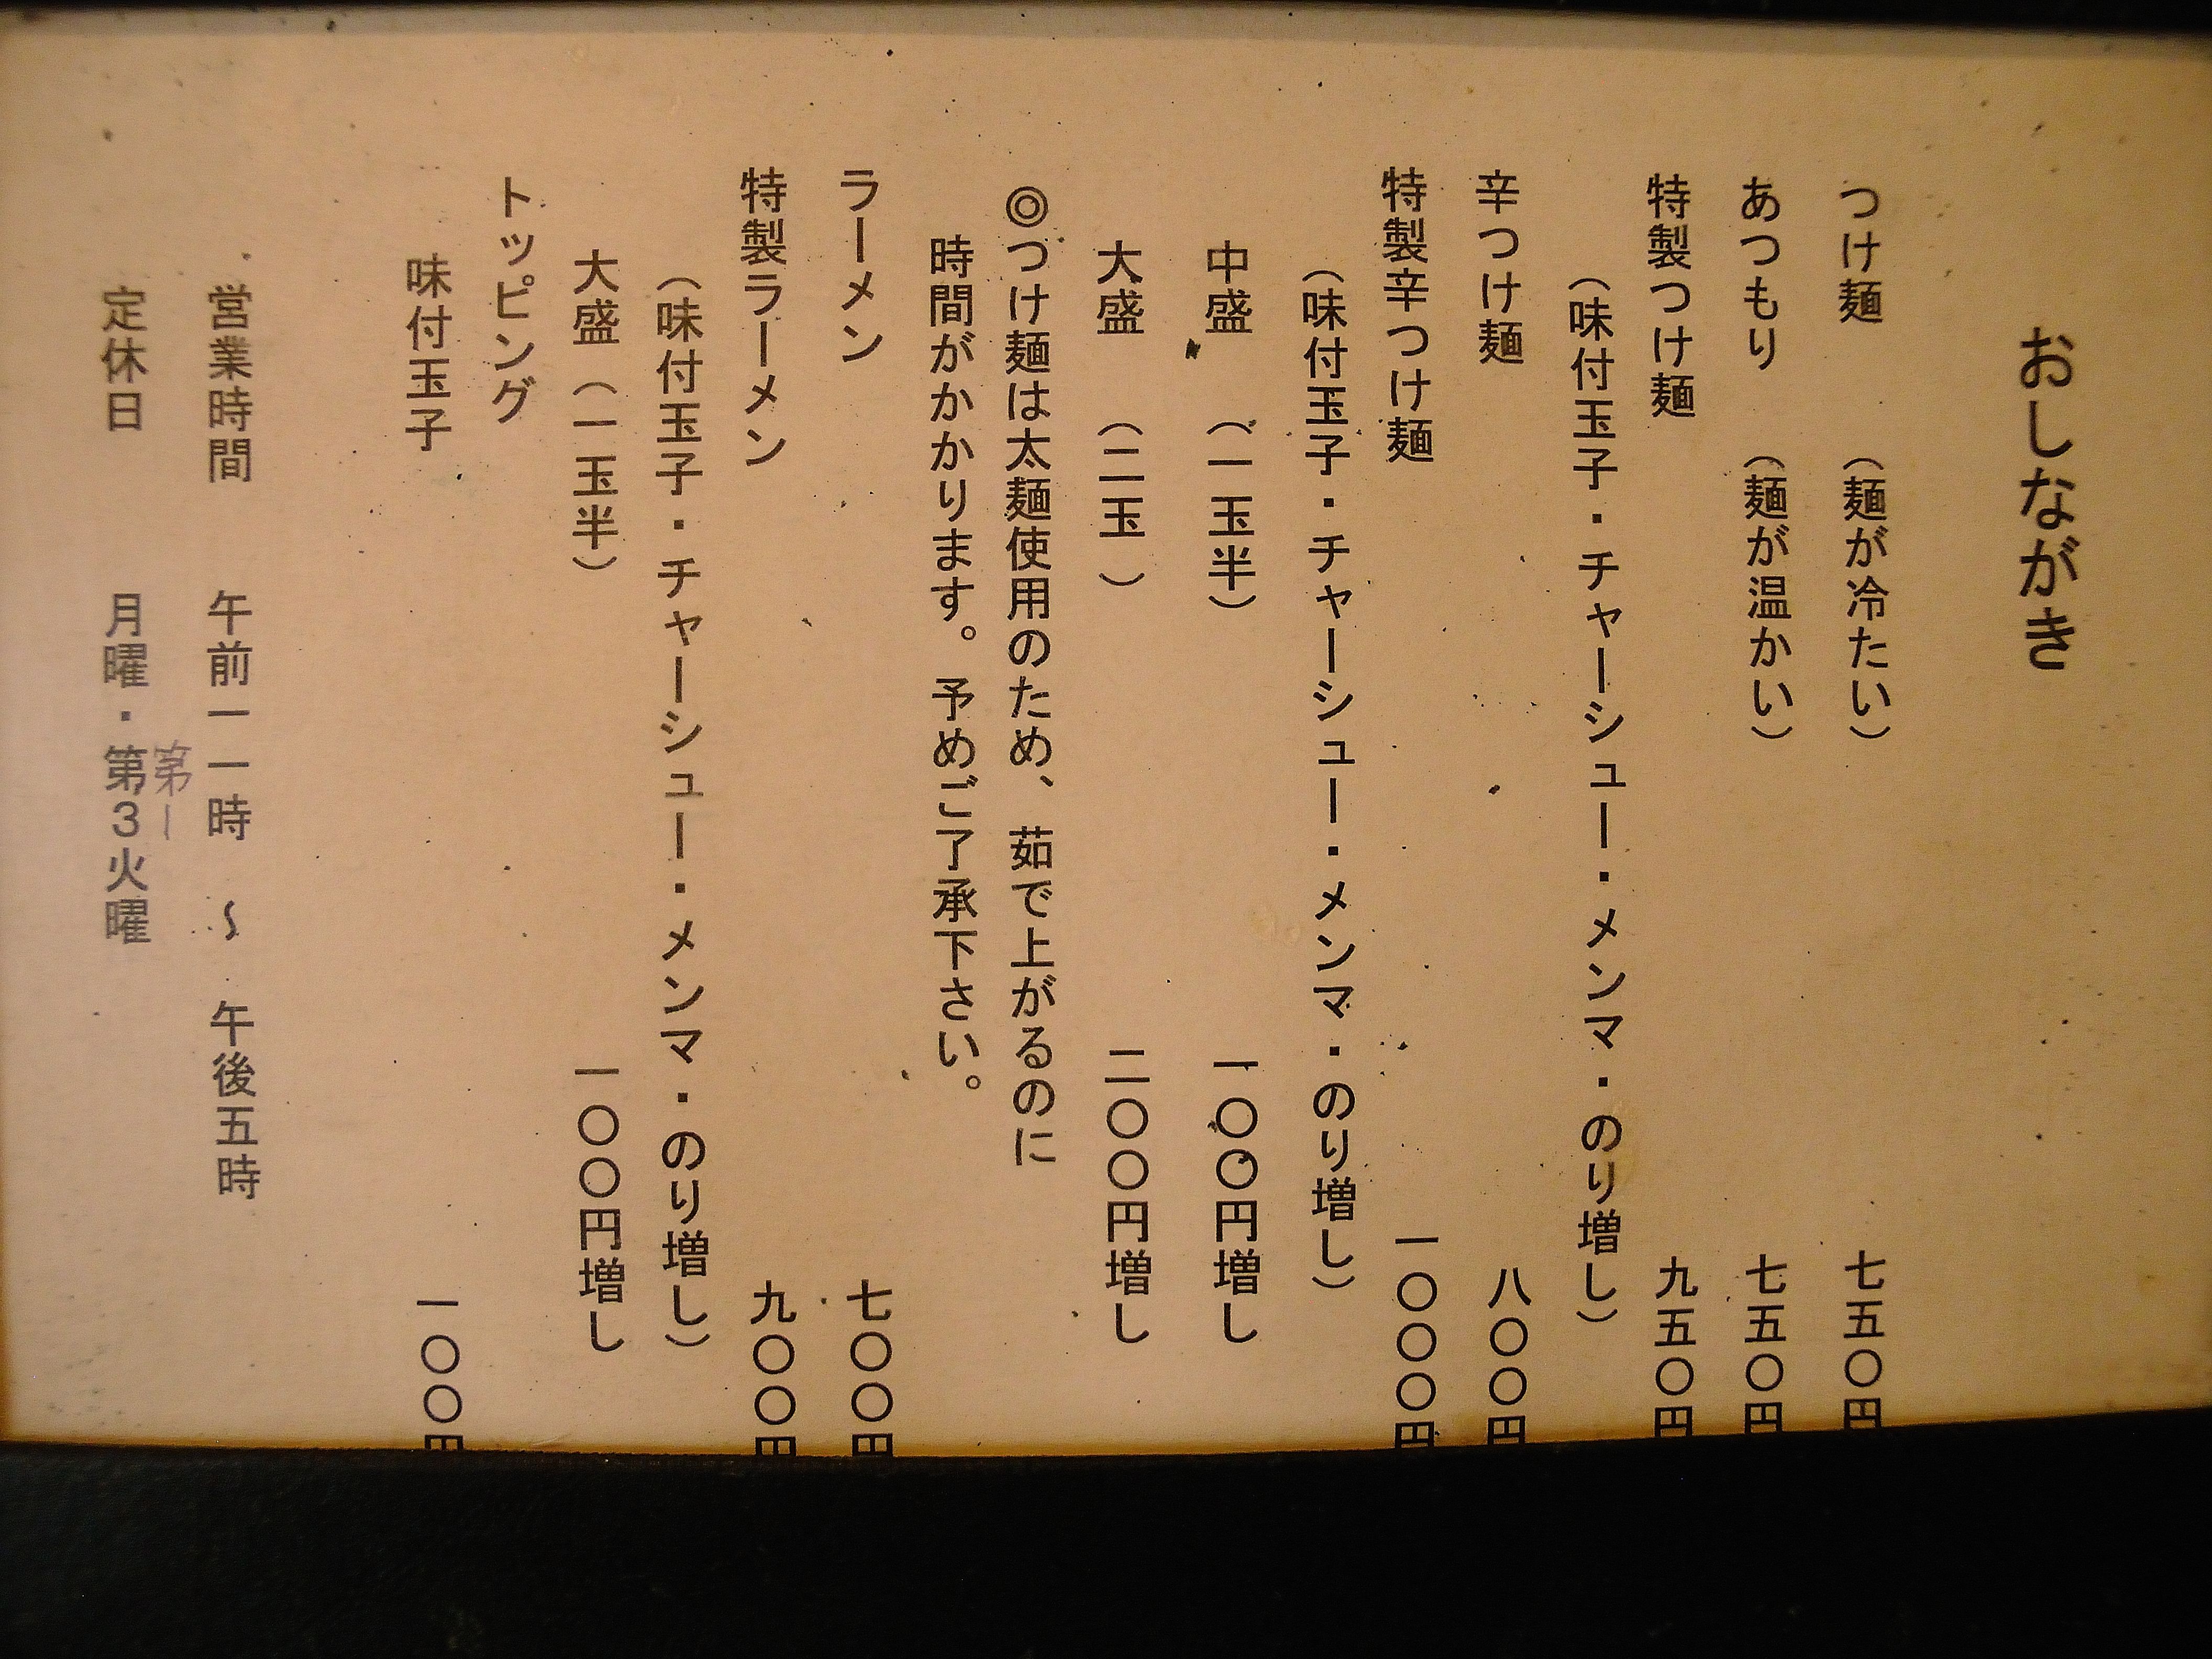 おしながき
つけ麺　（麺が冷たい）　七五〇円
あつもり　（麺が温かい）　七五〇円
特製つけ麺　九五〇円
（味付玉子・チャーシュー・メンマ・のり増し）
辛つけ麺　八〇〇円
特製辛つけ麺　一〇〇〇円
（味付玉子・チャーシュー・メンマ・のり増し）
中盛　（一玉半）　一〇〇円増し
大盛　（二玉　）　二〇〇円増し
◎つけ麺は太麺使用のため、茹で上がるのに
時間がかかります。予めご了承下さい。
ラーメン　七〇〇円
特製ラーメン　九〇〇円
（味付玉子・チャーシュー・メンマ・のり増し）
大盛（一玉半）　一〇〇円増し
トッピング
味付玉子　一〇〇円
営業時間　午前一一時　～　午後五時
第一
定休日　月曜・第３火曜